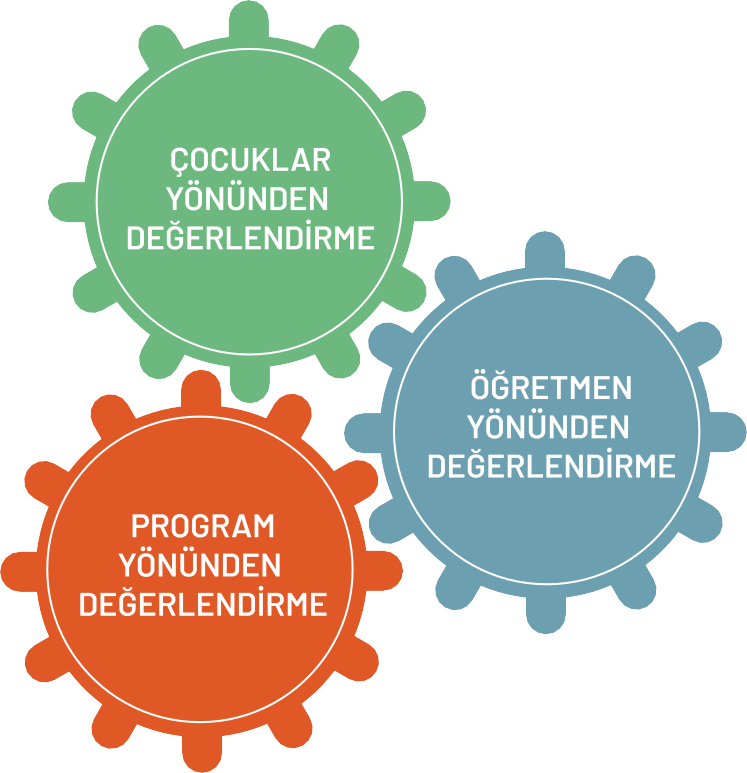 ÇOCUKLAR
YÖNÜNDEN
DEĞERLENDİRME
ÖĞRETMEN
YÖNÜNDEN
DEĞERLENDİRME
PROGRAM
YÖNÜNDEN
DEĞERLENDİRME